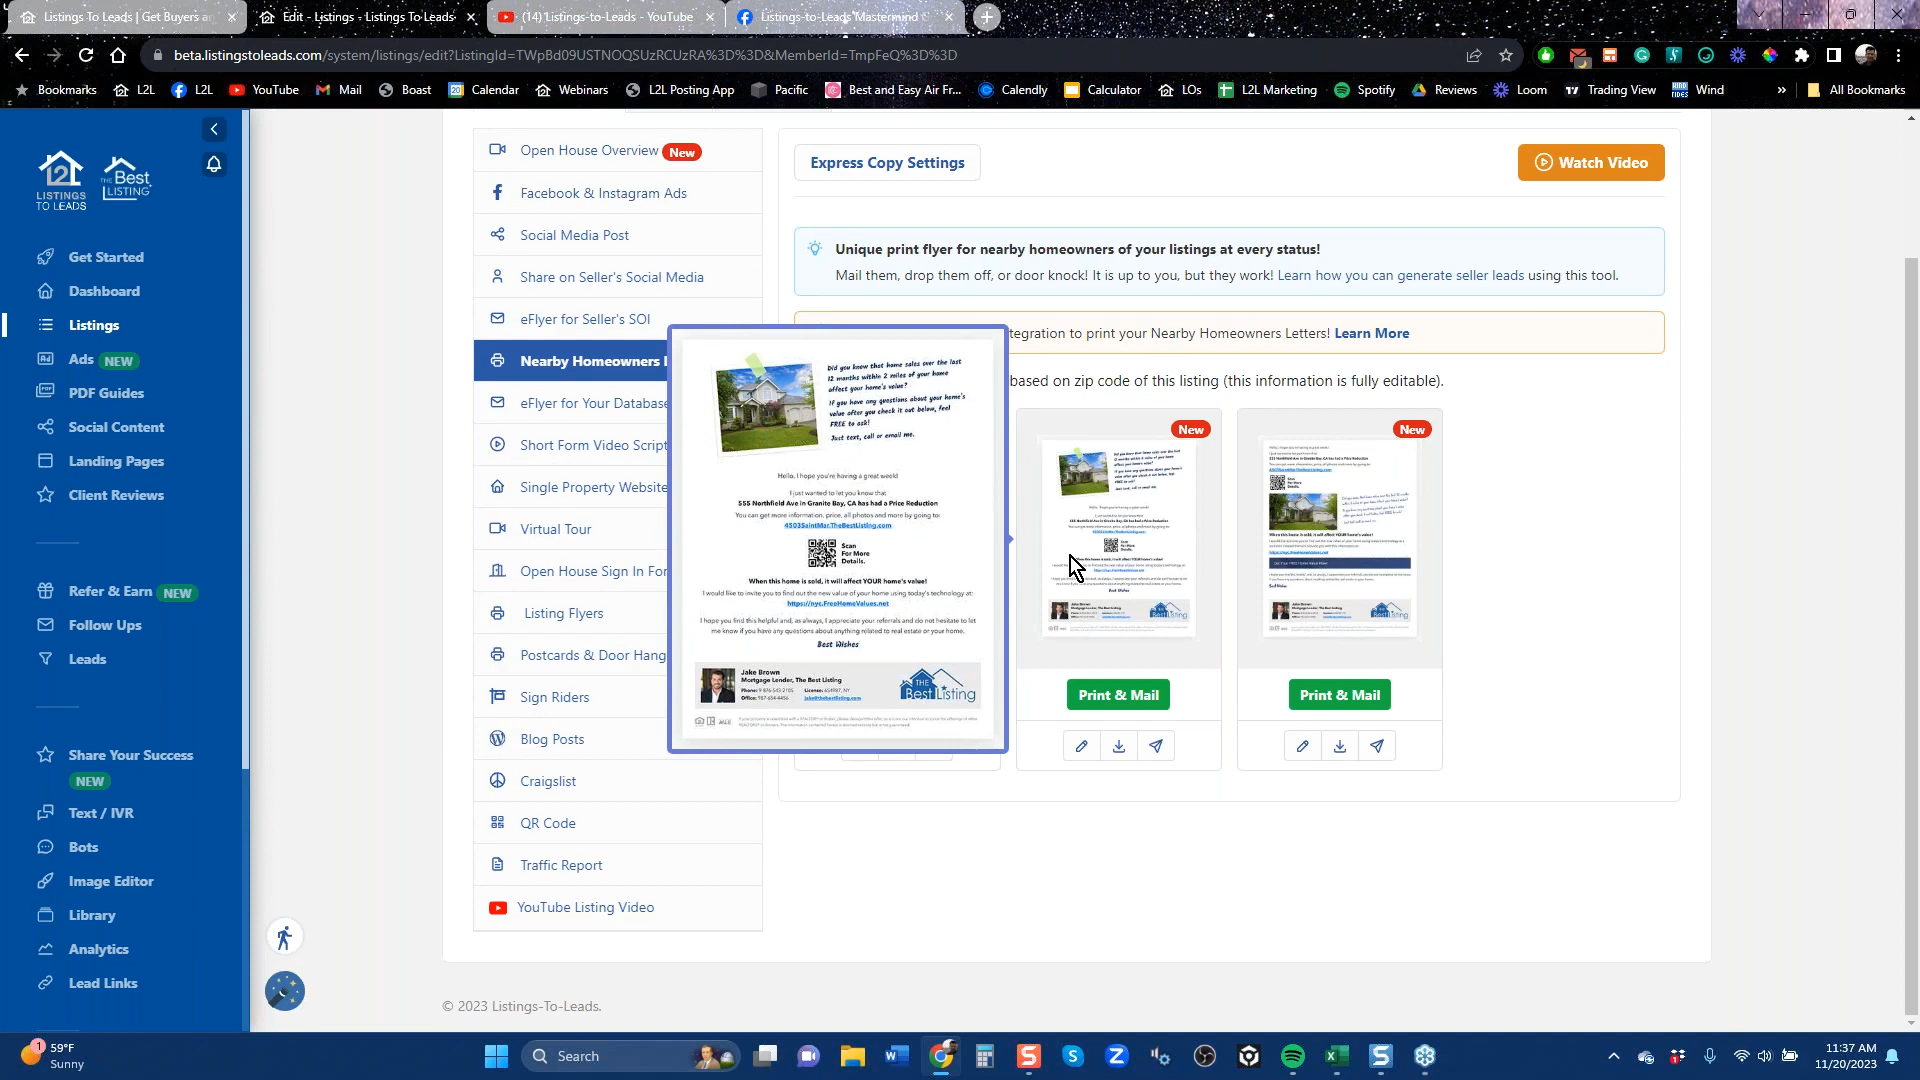 Listings To Leads | Get Buyers a
Edit - Listings - Listings To Leads
(14) Listings-to-Leads - YouTube
Listings-to-Leads Mastermind
beta.listingstoleads.com/system/listings/edit?ListingId=TWpBd09USTNOQSUzRCUzRA%3D%3D&MemberId=TmpFeQ%3D%3D
Bookmarks L2L L2L YouTube Mail Boast Calendar Webinars L2L Posting App Pacific Best and Easy Air Fr... Calendly Calculator LOs L2L Marketing Spotify Reviews Loom Trading View Wind » All Bookmarks
L2L
LISTINGS
TO LEADS
THE
Best
LISTING
Get Started
Dashboard
Listings
Ads NEW
PDF Guides
Social Content
Landing Pages
Client Reviews
Refer & Earn NEW
Follow Ups
Leads
Share Your Success
NEW
Text / IVR
Bots
Image Editor
Library
Analytics
Lead Links
Open House Overview New
Facebook & Instagram Ads
Social Media Post
Share on Seller's Social Media
eFlyer for Seller's SOI
Nearby Homeowners
eFlyer for Your Database
Short Form Video Script
Single Property Website
Virtual Tour
Open House Sign In For
Listing Flyers
Postcards & Door Hang
Sign Riders
Blog Posts
Craigslist
QR Code
Traffic Report
YouTube Listing Video
Express Copy Settings
Watch Video
Unique print flyer for nearby homeowners of your listings at every status!
Mail them, drop them off, or door knock! It is up to you, but they work! Learn how you can generate seller leads using this tool.
tegration to print your Nearby Homeowners Letters! Learn More
based on zip code of this listing (this information is fully editable).
Did you know that home sales over the last
12 months within 2 miles of your home
affect your home's value?
If you have any questions about your home's
value after you check it out below, feel
FREE to ask!
Just text, call or email me.
Hello, I hope you're having a great week!
I just wanted to let you know that
555 Northfield Ave in Granite Bay, CA has had a Price Reduction
You can get more information, price, all photos and more by going to:
4503SaintMar.TheBestListing.com
Scan
For More
Details.
When this home is sold, it will affect YOUR home's value!
I would like to invite you to find out the new value of your home using today's technology at:
https://nyc.FreeHomeValues.net
I hope you find this helpful and, as always, I appreciate your referrals and do not hesitate to let
me know if you have any questions about anything related to real estate or your home.
Best Wishes
Jake Brown
Mortgage Lender, The Best Listing
THE
Best Listing
New
New
Print & Mail
Print & Mail
© 2023 Listings-To-Leads.
1
59°F
Sunny
Search
11:37 AM
11/20/2023